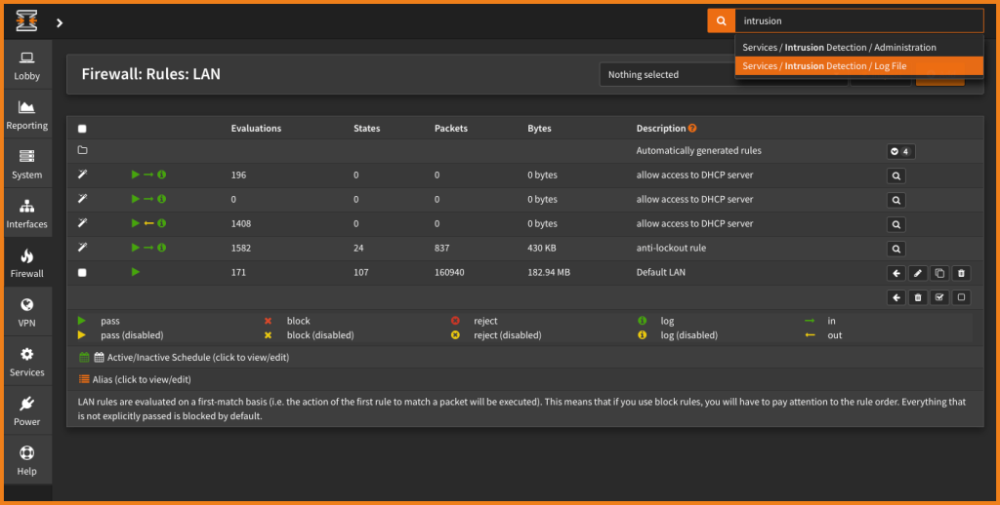 intrusion
Services / Intrusion Detection / Administration
Services / Intrusion Detection / Log File
Lobby
Reporting
System
Interfaces
Firewall
VPN
Services
Power
Help
Firewall: Rules: LAN
Nothing selected
Evaluations States Packets Bytes Description
Automatically generated rules 4
196 0 0 0 bytes allow access to DHCP server
0 0 0 0 bytes allow access to DHCP server
1408 0 0 0 bytes allow access to DHCP server
1582 24 837 430 KB anti-lockout rule
171 107 160940 182.94 MB Default LAN
pass block reject log in
pass (disabled) block (disabled) reject (disabled) log (disabled) out
Active/Inactive Schedule (click to view/edit)
Alias (click to view/edit)
LAN rules are evaluated on a first-match basis (i.e. the action of the first rule to match a packet will be executed). This means that if you use block rules, you will have to pay attention to the rule order. Everything that
is not explicitly passed is blocked by default.